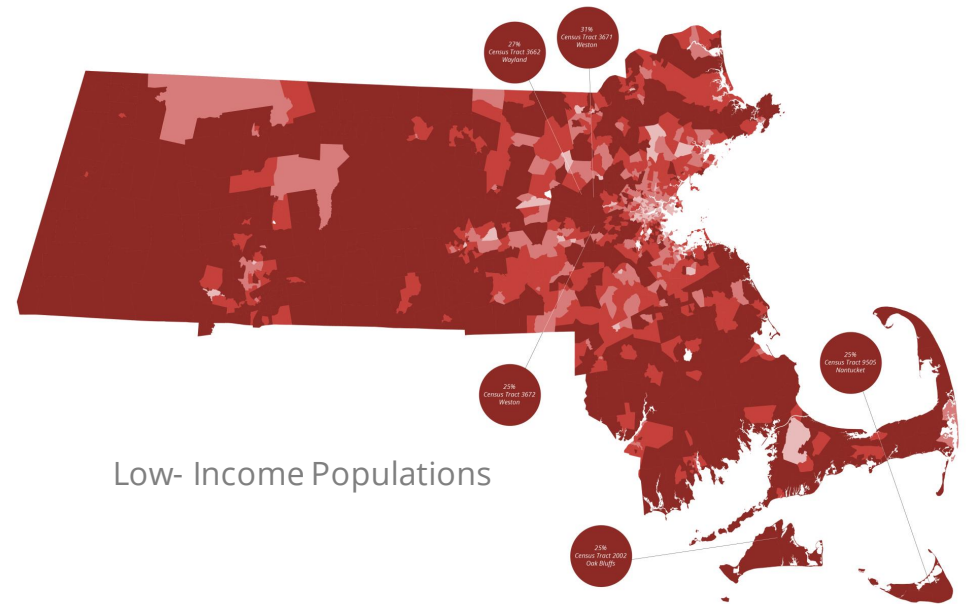 27%
Census Tract 3662
Wayland
31%
Census Tract 3671
Weston
25%
Census Tract 9505
Nantucket
25%
Census Tract 3672
Weston
Low- Income Populations
25%
Census Tract 2002
Oak Bluffs